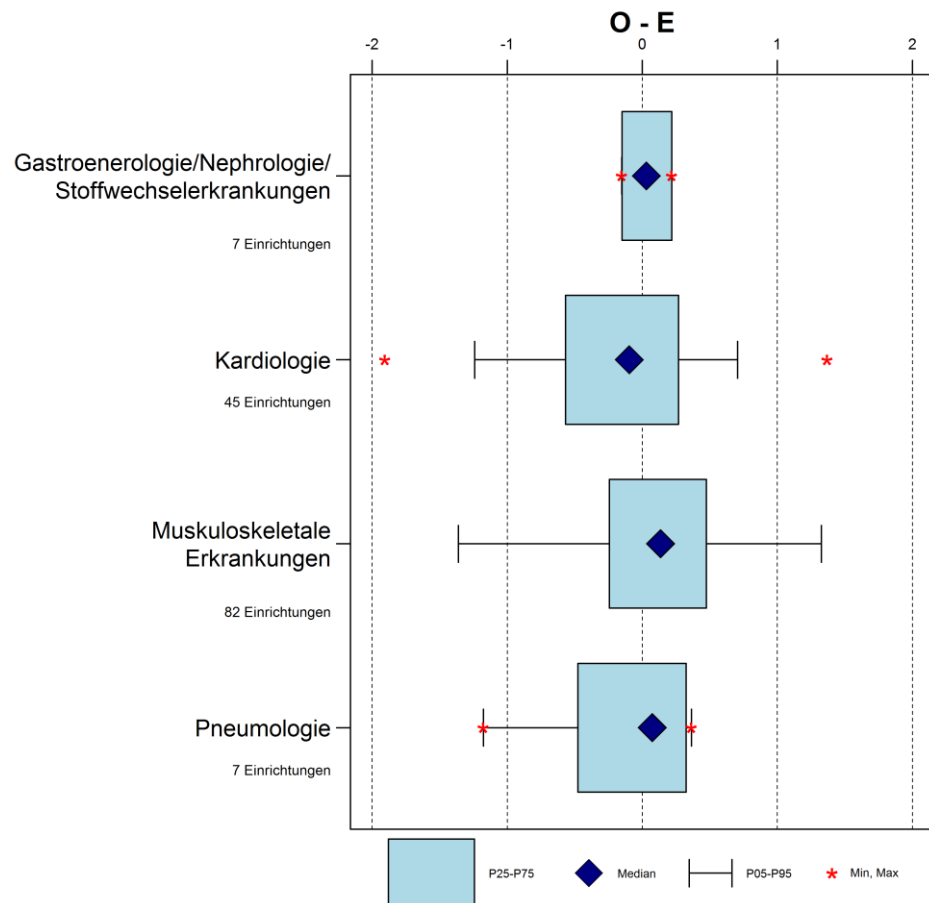 O - E
-2 -1 0 1 2
Gastroenerologie/Nephrologie/
Stoffwechselerkrankungen
7 Einrichtungen
Kardiologie
45 Einrichtungen
Muskuloskeletale
Erkrankungen
82 Einrichtungen
Pneumologie
7 Einrichtungen
P25-P75 Median P05-P95 Min, Max